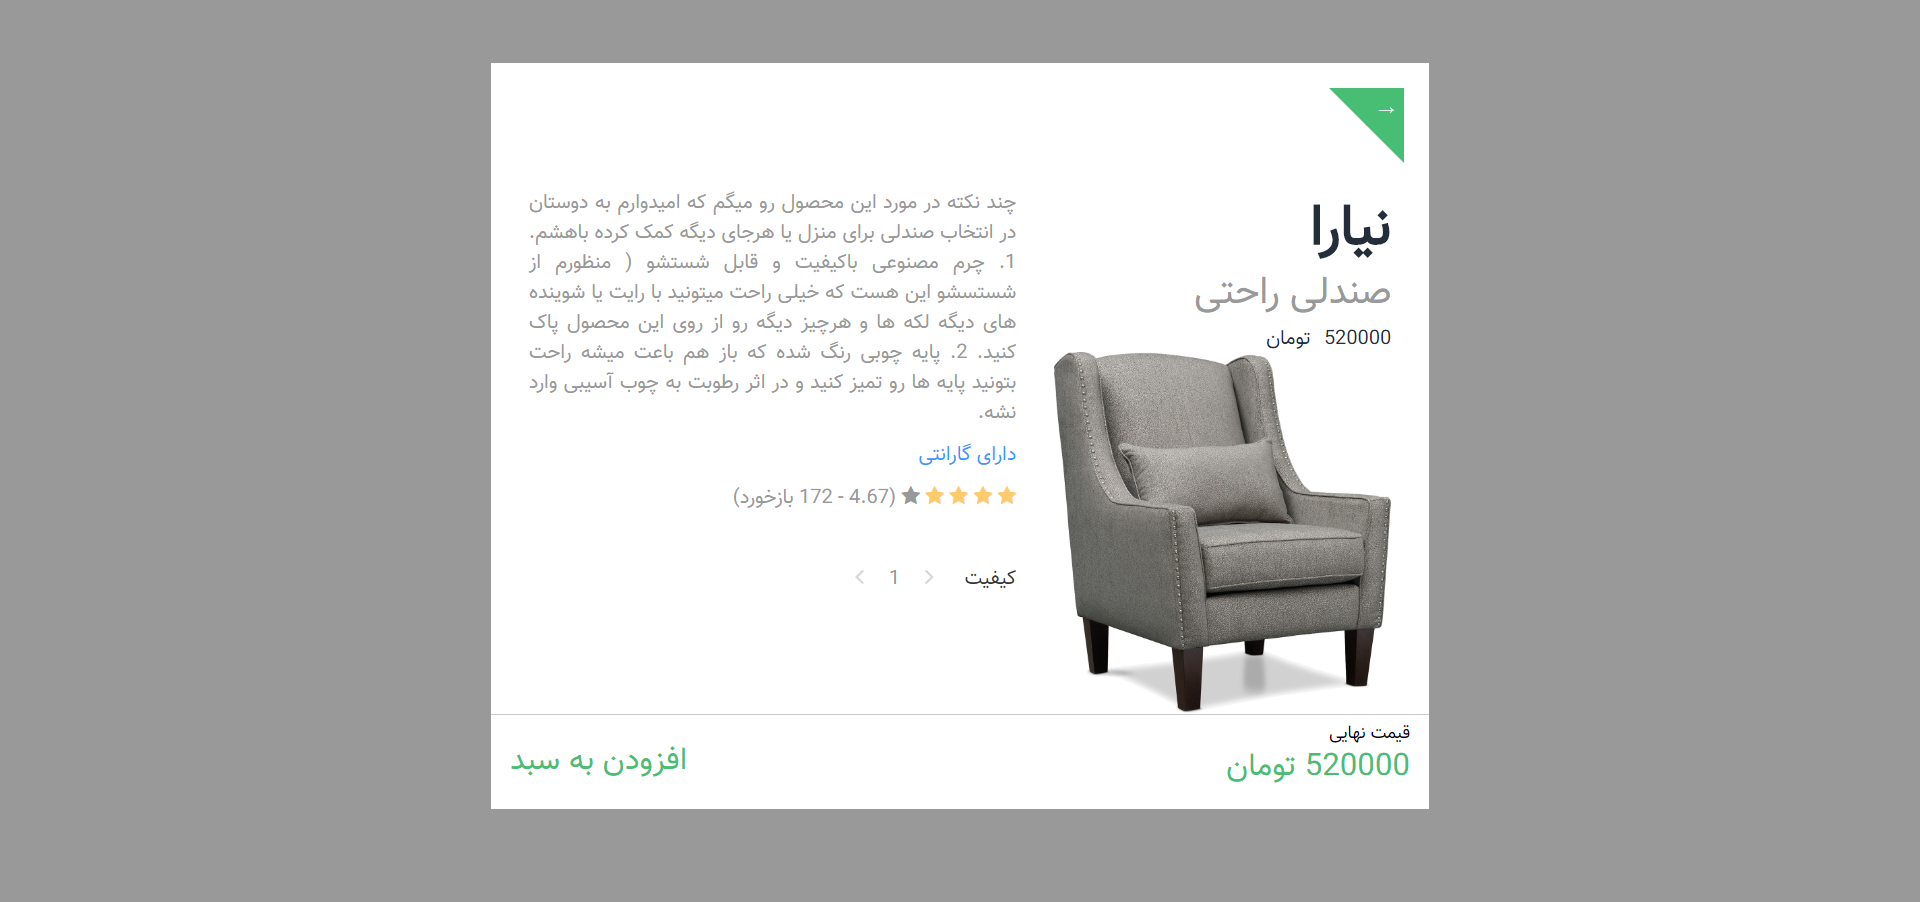 →
نیارا
صندلی راحتی
520000 تومان
چند نکته در مورد این محصول رو میگم که امیدوارم به دوستان
در انتخاب صندلی برای منزل یا هرجای دیگه کمک کرده باهشم.
1. چرم مصنوعی باکیفیت و قابل شستشو ( منظورم از
شستسشو این هست که خیلی راحت میتونید با رایت یا شوینده
های دیگه لکه ها و هرچیز دیگه رو از روی این محصول پاک
کنید. 2. پایه چوبی رنگ شده که باز هم باعت میشه راحت
بتونید پایه ها رو تمیز کنید و در اثر رطوبت به چوب آسیبی وارد
نشه.
دارای گارانتی
(4.67 - 172 بازخورد)
کیفیت 1
قیمت نهایی
520000 تومان
افزودن به سبد